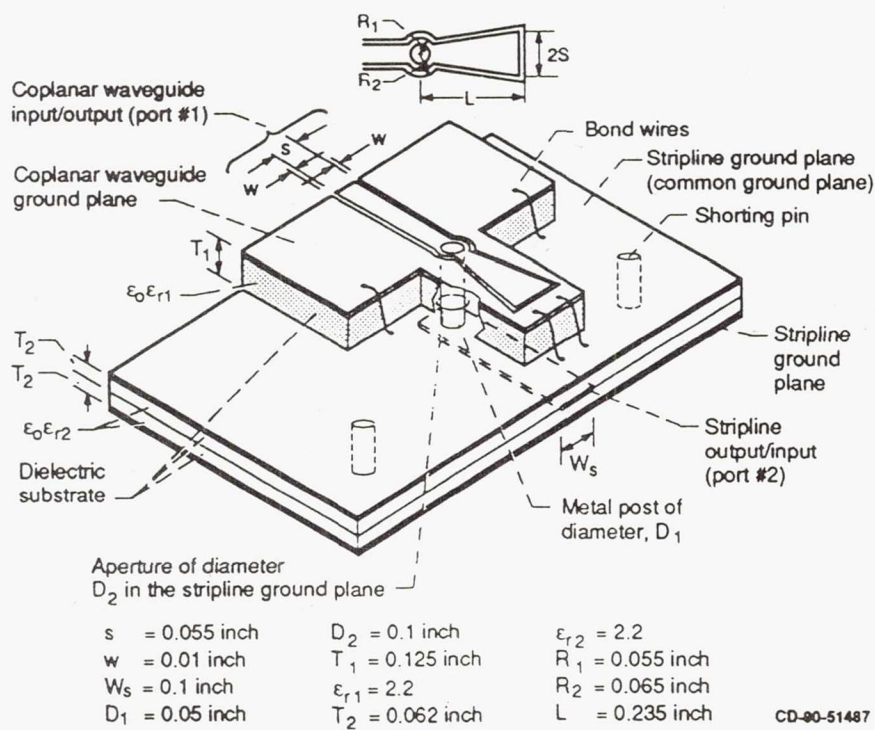 R1
R2
2S
L
Coplanar waveguide
input/output (port #1)
s
w
w
Coplanar waveguide
ground plane
Bond wires
Stripline ground plane
(common ground plane)
Shorting pin
T1
εoεr1
T2
T2
εoεr2
Dielectric
substrate
Stripline
ground
plane
Stripline
output/input
(port #2)
Ws
Metal post of
diameter, D1
Aperture of diameter
D2 in the stripline ground plane
s = 0.055 inch
w = 0.01 inch
Ws = 0.1 inch
D1 = 0.05 inch
D2 = 0.1 inch
T1 = 0.125 inch
εr1 = 2.2
T2 = 0.062 inch
εr2 = 2.2
R1 = 0.055 inch
R2 = 0.065 inch
L = 0.235 inch
CD-90-51487